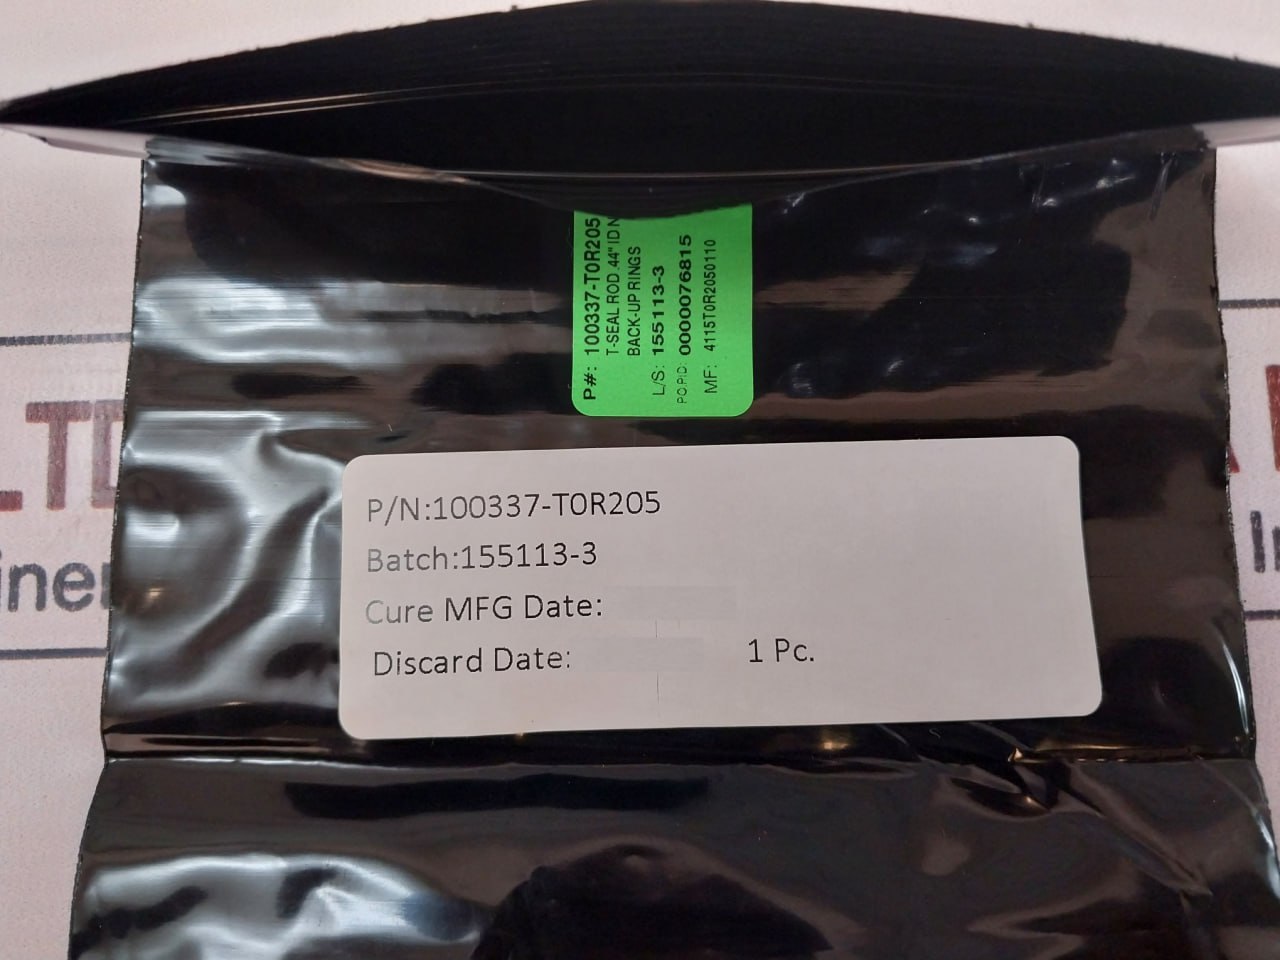 P#: 100337-T0R205
T-SEAL ROD .44" ID N
BACK-UP RINGS
L/S: 155113-3
PO.PID: 0000076815
MF: 4115T0R2050110
P/N:100337-T0R205
Batch:155113-3
Cure MFG Date:
Discard Date: 1 Pc.